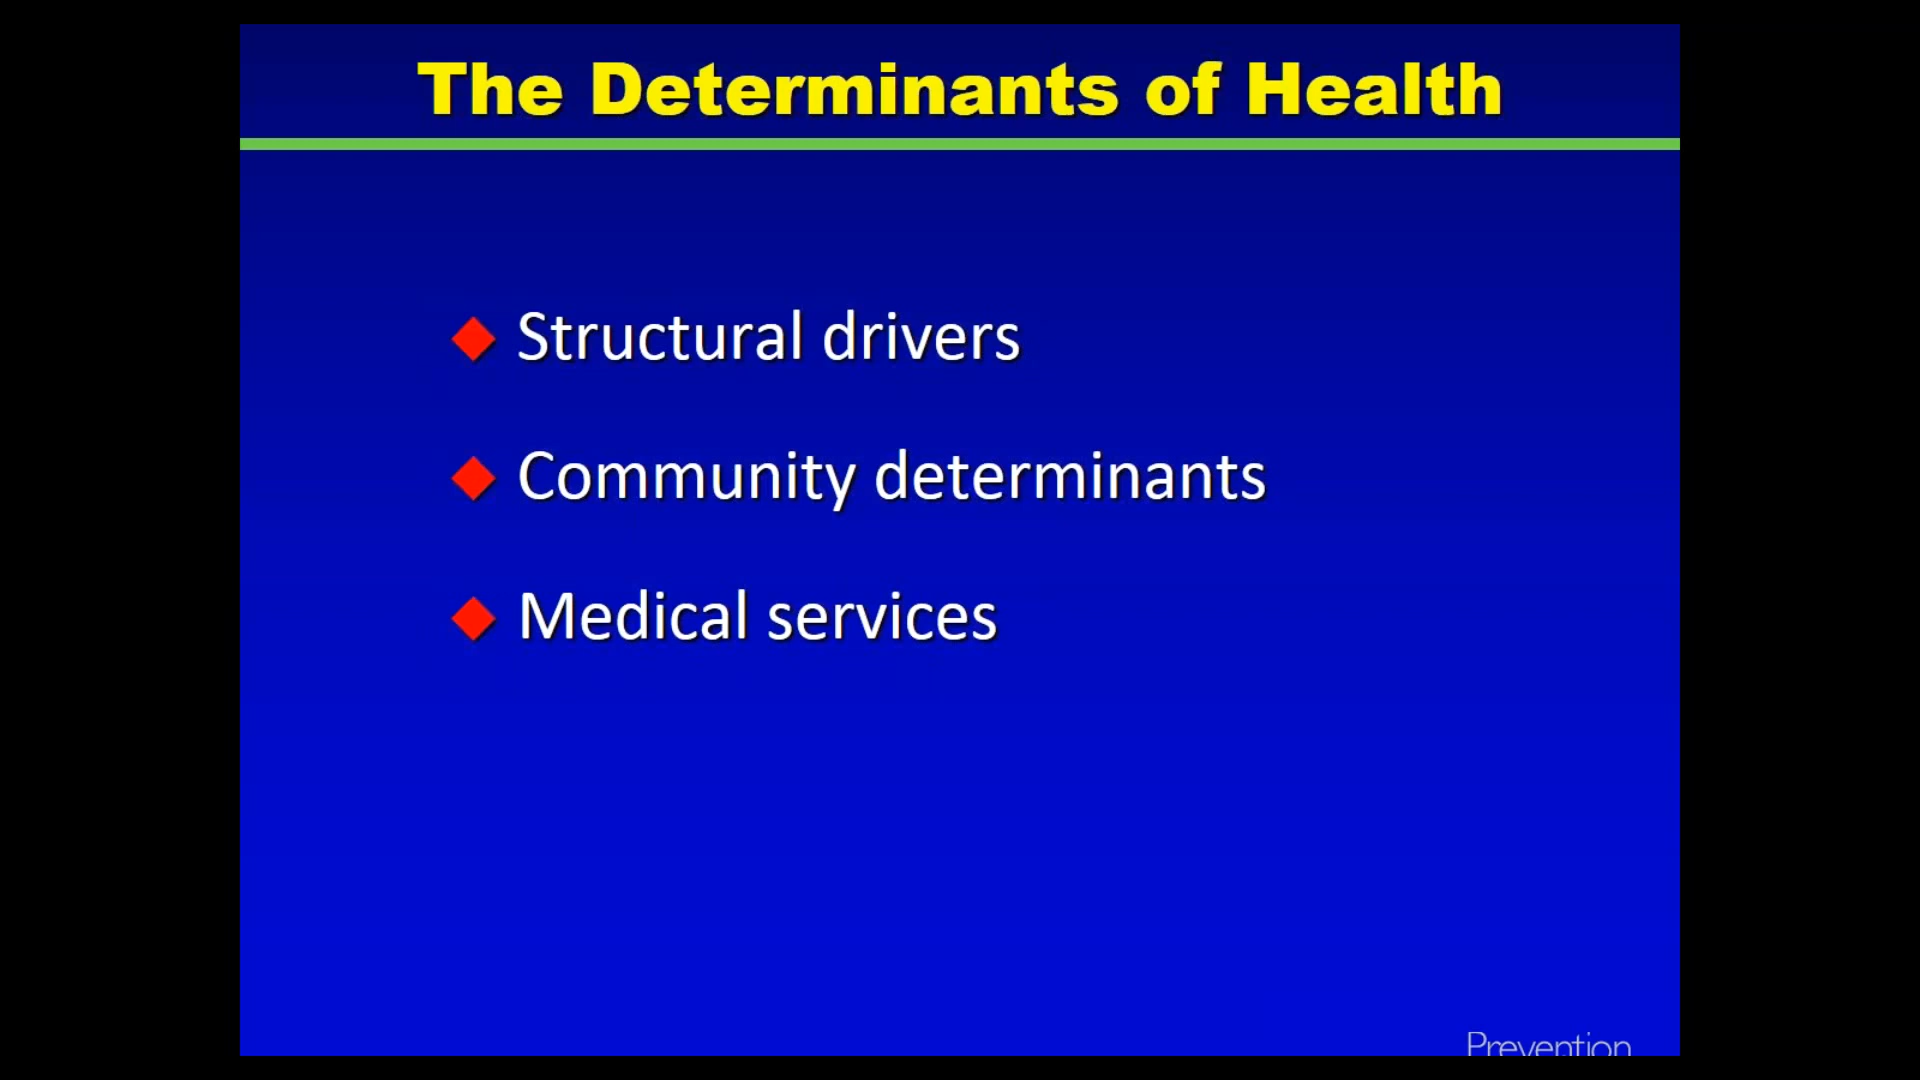 The Determinants of Health
Structural drivers
Community determinants
Medical services
Prevention